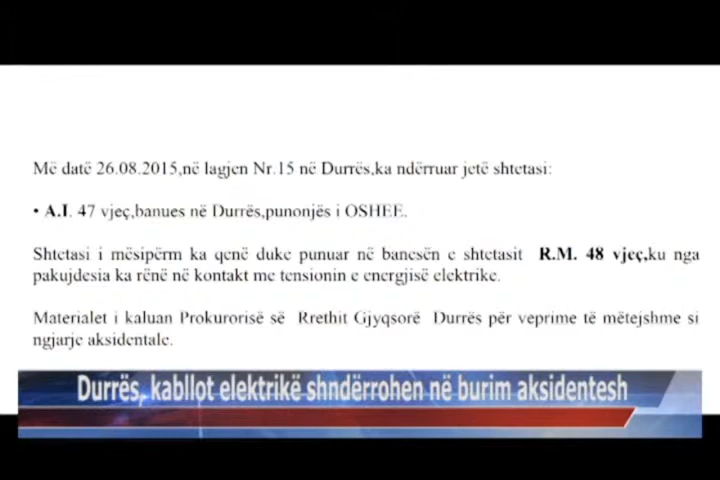 Më datë 26.08.2015,në lagjen Nr.15 në Durrës,ka ndërruar jetë shtetasi:
• A.I. 47 vjeç,banues në Durrës,punonjës i OSHEE.
Shtetasi i mësipërm ka qenë duke punuar në banesën e shtetasit R.M. 48 vjeç,ku nga
pakujdesia ka rënë në kontakt me tensionin e energjisë elektrike.
Materialet i kaluan Prokurorisë së Rrethit Gjyqsorë Durrës për veprime të mëtejshme si
ngjarje aksidentale.
Durrës, kabllot elektrikë shndërrohen në burim aksidentesh